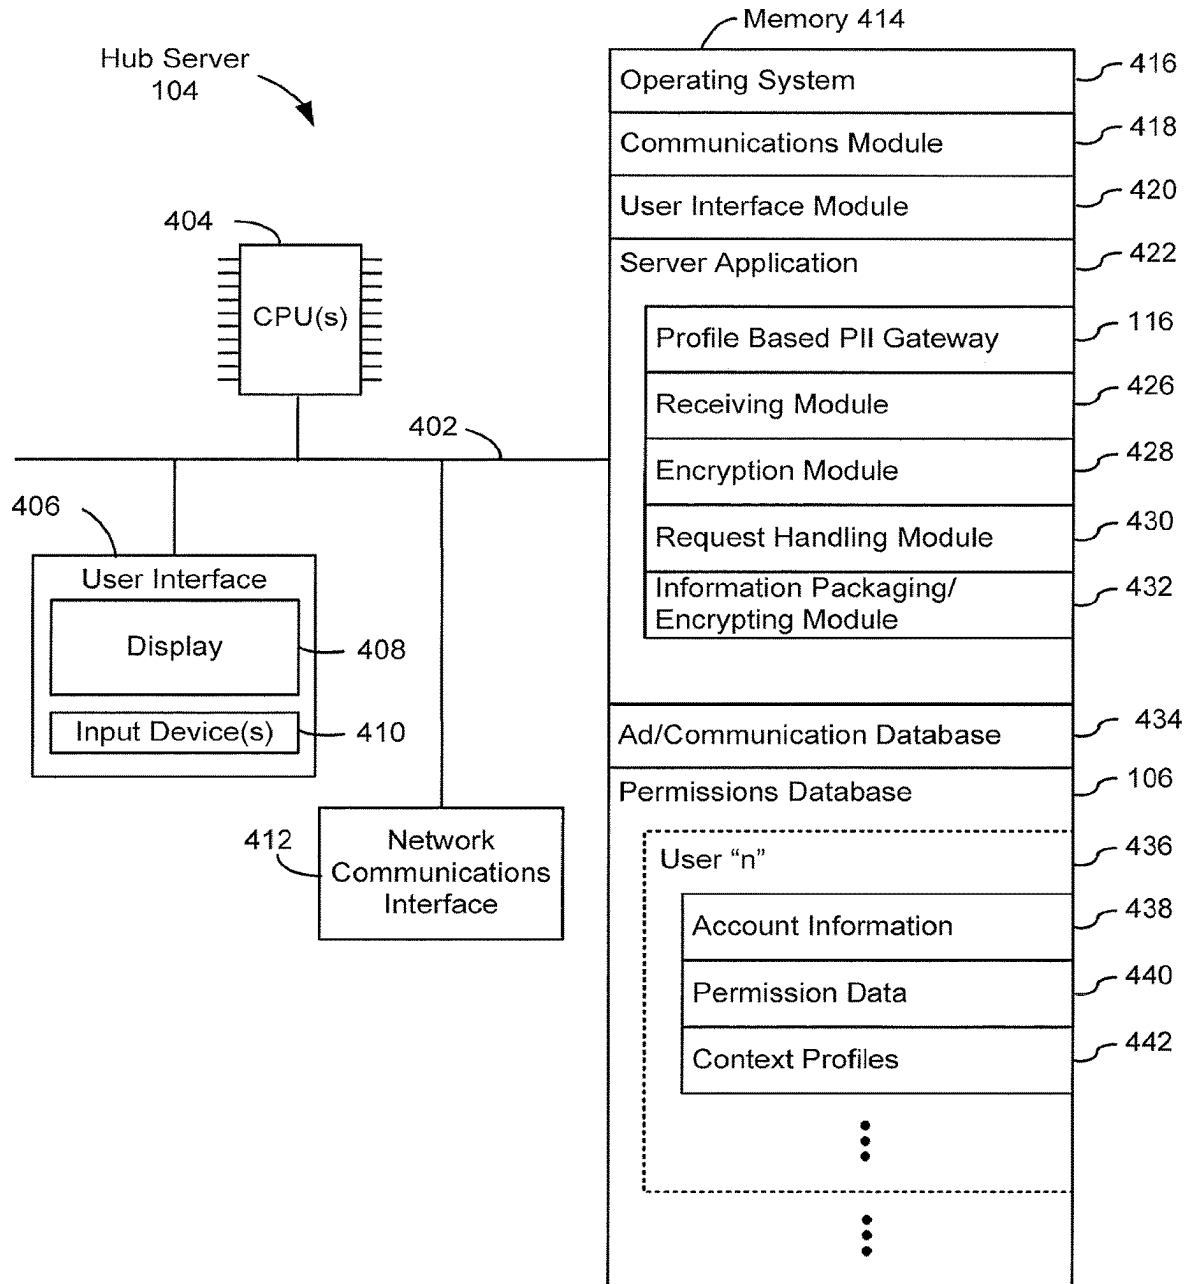 Memory 414
Hub Server
104
Operating System
416
Communications Module
418
User Interface Module
420
Server Application
422
404
CPU(s)
Profile Based PII Gateway
116
Receiving Module
426
402
Encryption Module
428
406
Request Handling Module
430
User Interface
Information Packaging/
Encrypting Module
432
Display
408
Input Device(s)
410
Ad/Communication Database
434
Permissions Database
106
412
Network
Communications
Interface
User “n”
436
Account Information
438
Permission Data
440
Context Profiles
442